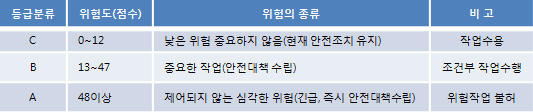 등급분류 위험도(점수) 위험의 종류 비 고
C 0~12 낮은 위험 중요하지 않음(현재 안전조치 유지) 작업수용
B 13~47 중요한 작업(안전대책 수립) 조건부 작업수행
A 48이상 제어되지 않는 심각한 위험(긴급, 즉시 안전대책수립) 위험작업 불허